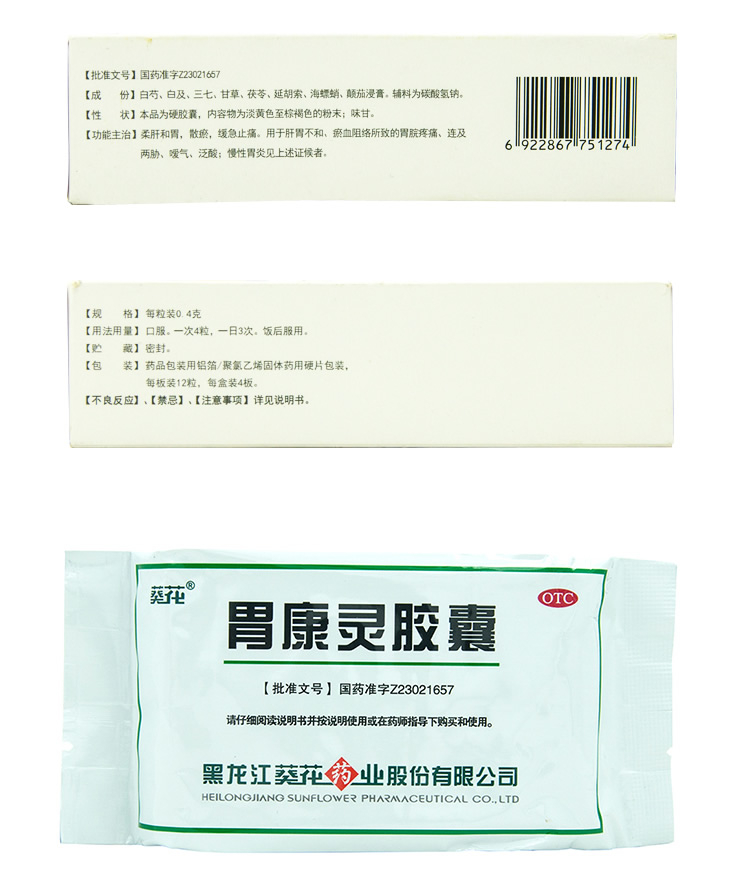 【批准文号】国药准字Z23021657
【成　份】白芍、白及、三七、甘草、茯苓、延胡索、海螵蛸、颠茄浸膏。辅料为碳酸氢钠。
【性　状】本品为硬胶囊，内容物为淡黄色至棕褐色的粉末；味甘。
【功能主治】柔肝和胃，散瘀，缓急止痛。用于肝胃不和、瘀血阻络所致的胃脘疼痛、连及
两胁、嗳气、泛酸；慢性胃炎见上述证候者。
6 922867 751274
【规　格】每粒装0.4克
【用法用量】口服。一次4粒，一日3次。饭后服用。
【贮　藏】密封。
【包　装】药品包装用铝箔/聚氯乙烯固体药用硬片包装，
每板装12粒，每盒装4板。
【不良反应】、【禁忌】、【注意事项】详见说明书。
葵花®
OTC
胃康灵胶囊
【批准文号】国药准字Z23021657
请仔细阅读说明书并按说明使用或在药师指导下购买和使用。
黑龙江葵花药业股份有限公司
HEILONGJIANG SUNFLOWER PHARMACEUTICAL CO.,LTD